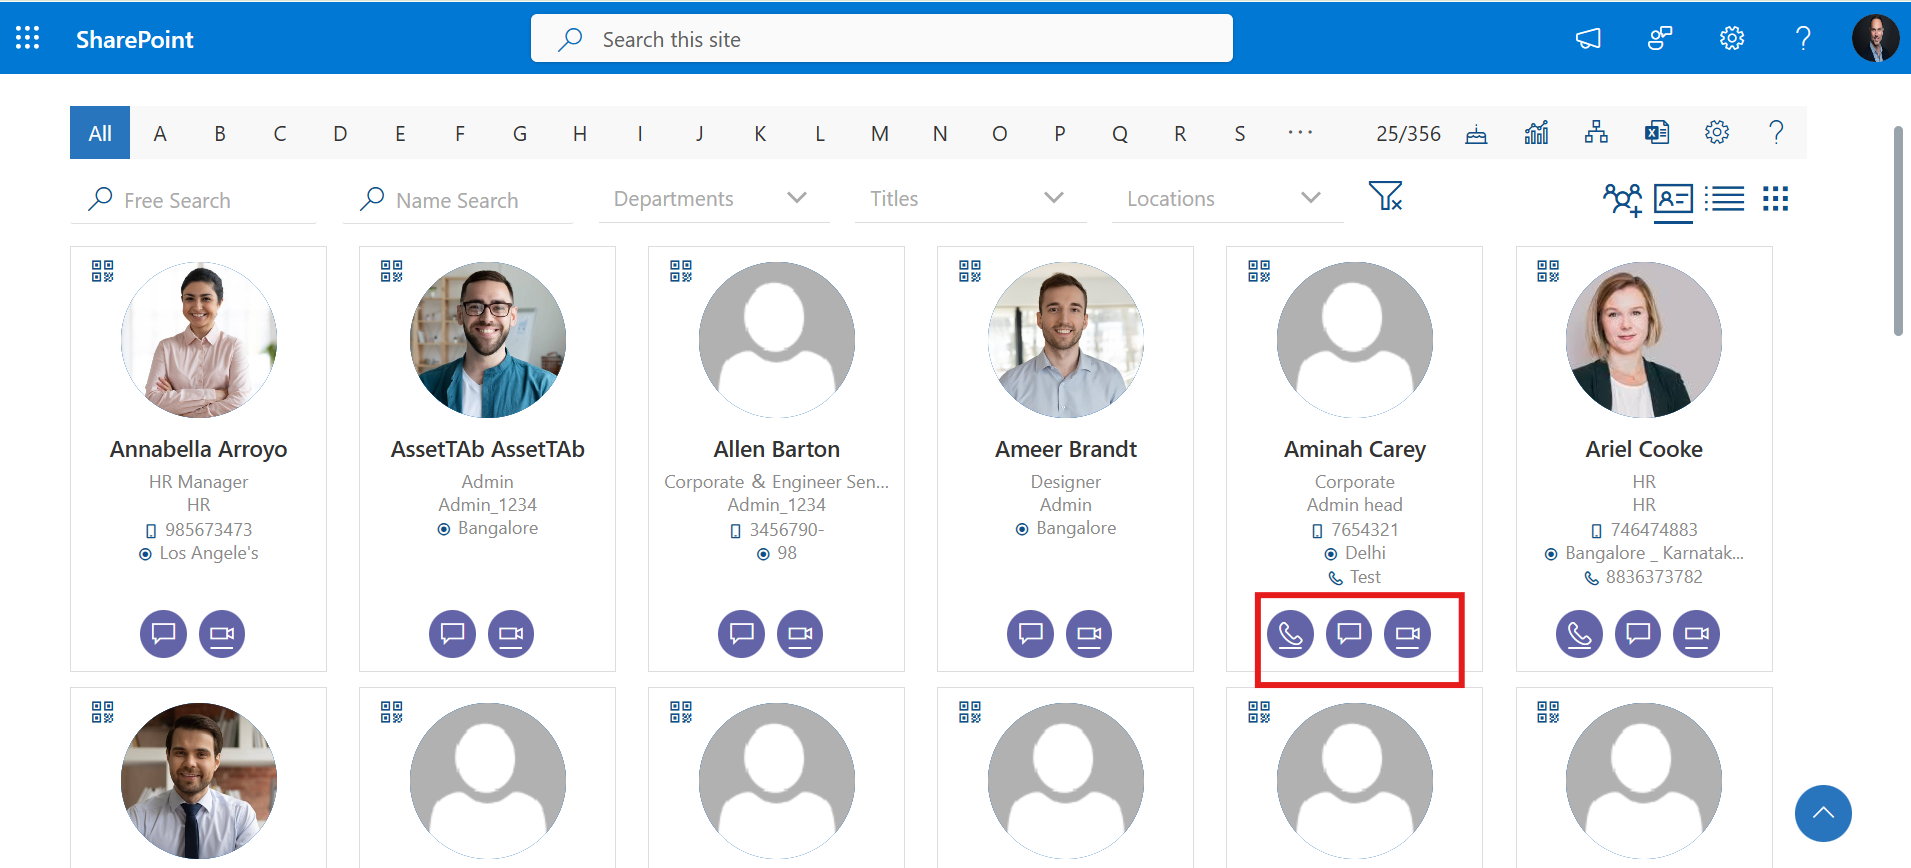 SharePoint
Search this site
All A B C D E F G H I J K L M N O P Q R S ··· 25/356
Free Search
Name Search
Departments
Titles
Locations
Annabella Arroyo
HR Manager
HR
985673473
Los Angele's
AssetTAb AssetTAb
Admin
Admin_1234
Bangalore
Allen Barton
Corporate & Engineer Sen...
Admin_1234
3456790-
98
Ameer Brandt
Designer
Admin
Bangalore
Aminah Carey
Corporate
Admin head
7654321
Delhi
Test
Ariel Cooke
HR
HR
746474883
Bangalore _ Karnatak...
8836373782